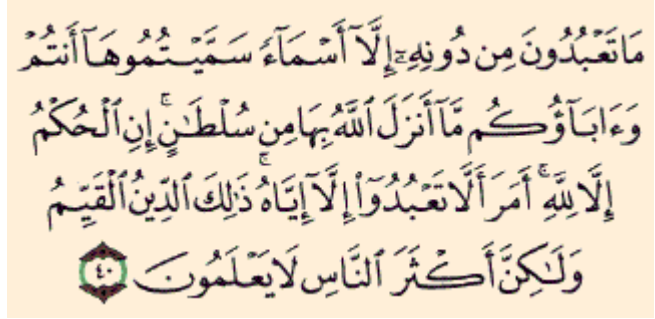 مَا تَعْبُدُونَ مِن دُونِهِۦٓ إِلَّآ أَسْمَآءً سَمَّيْتُمُوهَآ أَنتُمْ
وَءَابَآؤُكُم مَّآ أَنزَلَ ٱللَّهُ بِهَا مِن سُلْطَٰنٍ ۚ إِنِ ٱلْحُكْمُ
إِلَّا لِلَّهِ ۚ أَمَرَ أَلَّا تَعْبُدُوٓا۟ إِلَّآ إِيَّاهُ ۚ ذَٰلِكَ ٱلدِّينُ ٱلْقَيِّمُ
وَلَٰكِنَّ أَكْثَرَ ٱلنَّاسِ لَا يَعْلَمُونَ ٤٠